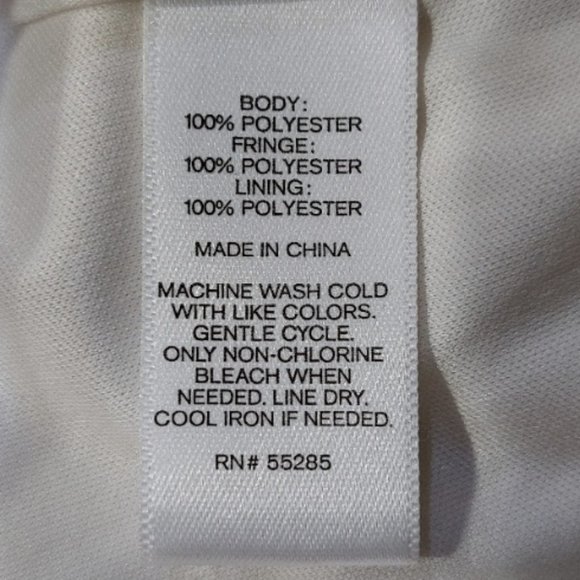 BODY:
100% POLYESTER
FRINGE:
100% POLYESTER
LINING:
100% POLYESTER
MADE IN CHINA
MACHINE WASH COLD
WITH LIKE COLORS.
GENTLE CYCLE.
ONLY NON-CHLORINE
BLEACH WHEN
NEEDED. LINE DRY.
COOL IRON IF NEEDED.
RN# 55285